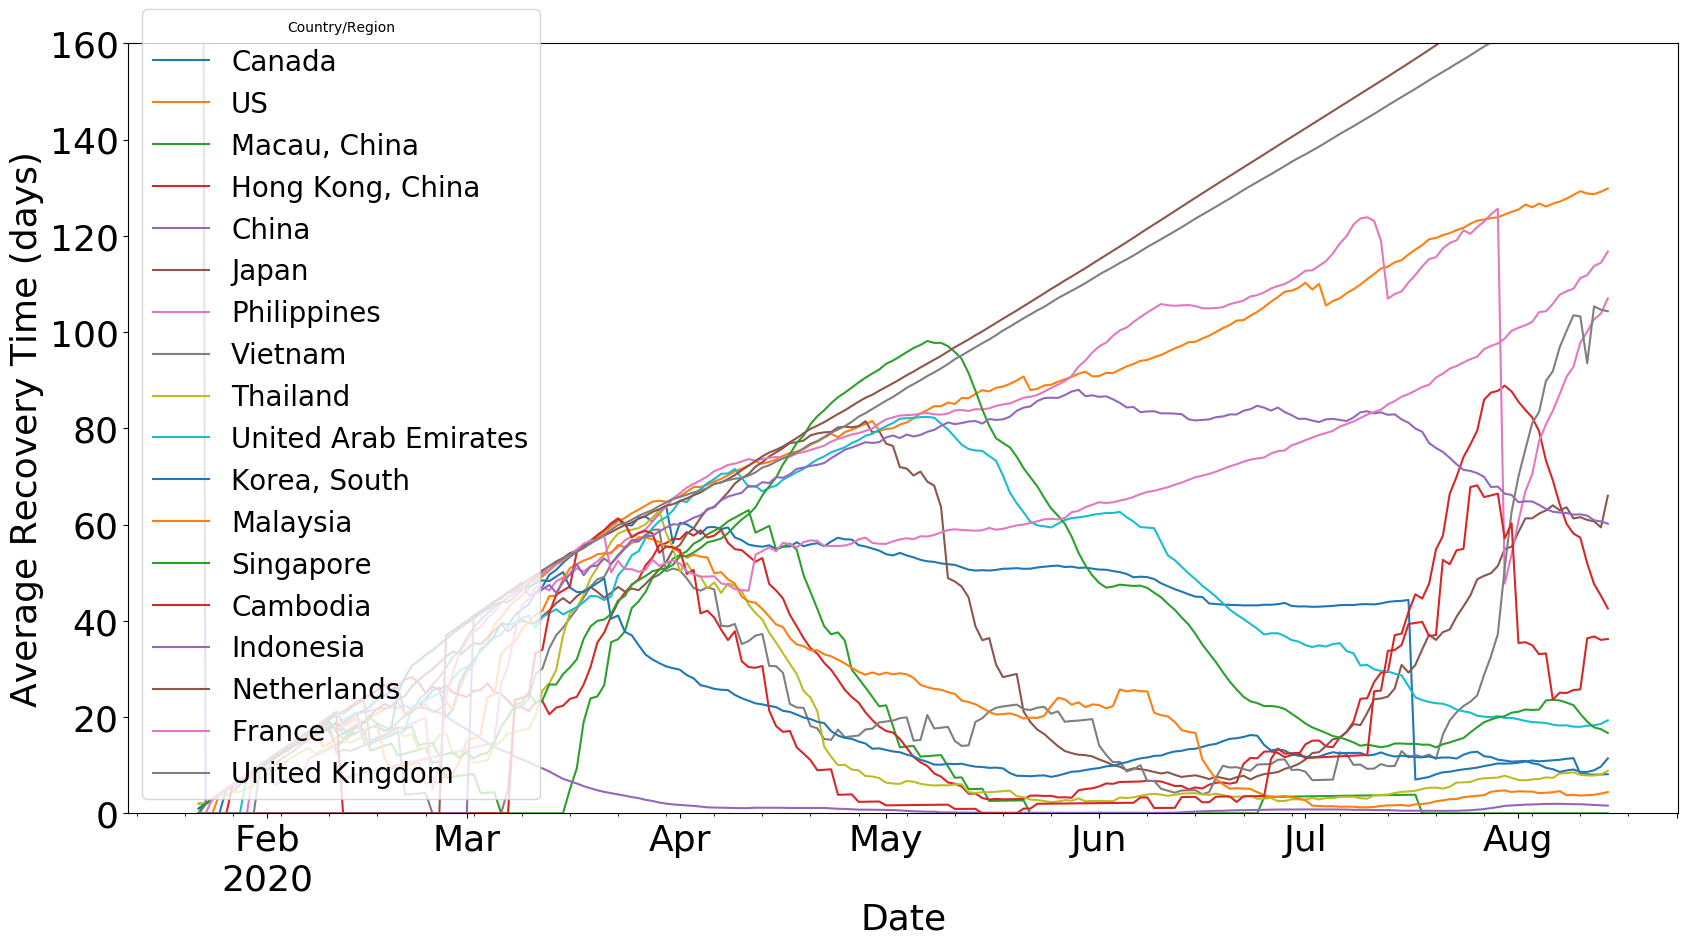 Country/Region
Canada
US
Macau, China
Hong Kong, China
China
Japan
Philippines
Vietnam
Thailand
United Arab Emirates
Korea, South
Malaysia
Singapore
Cambodia
Indonesia
Netherlands
France
United Kingdom
Average Recovery Time (days)
160
140
120
100
80
60
40
20
0
Feb Mar Apr May Jun Jul Aug
2020
Date